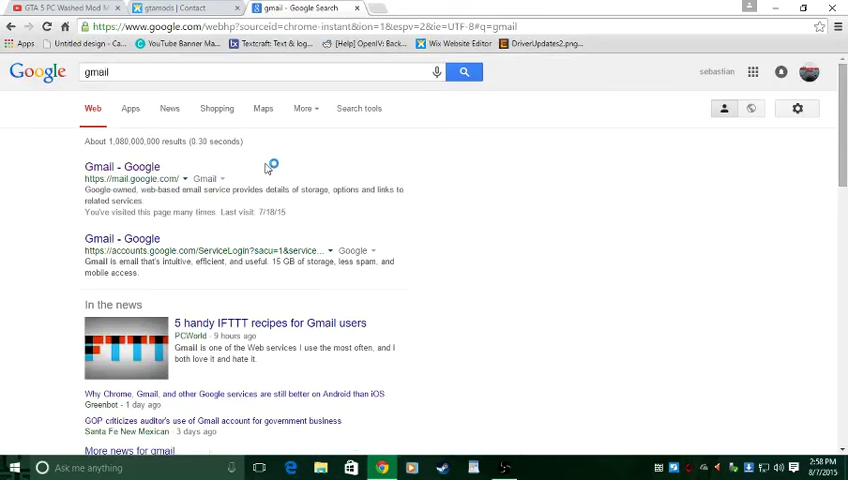 GTA 5 PC Washed Mod M
gtamods | Contact
gmail - Google Search
https://www.google.com/webhp?sourceid=chrome-instant&ion=1&espv=2&ie=UTF-8#q=gmail
Apps
Untitled design - Ca
YouTube Banner Ma
Textcraft: Text & log
[Help] OpenIV: Bac
Wix Website Editor
DriverUpdates2.png...
Google
gmail
sebastian
Web
Apps
News
Shopping
Maps
More
Search tools
About 1,080,000,000 results (0.30 seconds)
Gmail - Google
https://mail.google.com/ Gmail
Google-owned, web-based email service provides details of storage, options and links to
related services.
You've visited this page many times. Last visit: 7/18/15
Gmail - Google
https://accounts.google.com/ServiceLogin?sacu=1&service... Google
Gmail is email that's intuitive, efficient, and useful. 15 GB of storage, less spam, and
mobile access.
In the news
5 handy IFTTT recipes for Gmail users
PCWorld - 9 hours ago
Gmail is one of the Web services I use the most often, and I
both love it and hate it.
Why Chrome, Gmail, and other Google services are still better on Android than iOS
Greenbot - 1 day ago
GOP criticizes auditor's use of Gmail account for government business
Santa Fe New Mexican - 3 days ago
More news for gmail
Ask me anything
2:58 PM
8/7/2015